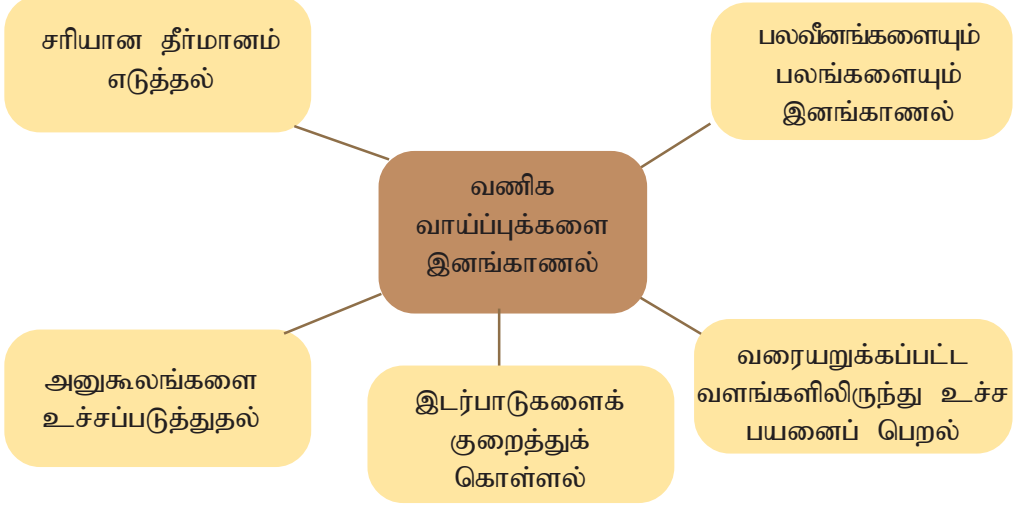 சரியான தீர்மானம்
எடுத்தல்
பலவீனங்களையும்
பலங்களையும்
இனங்காணல்
வணிக
வாய்ப்புக்களை
இனங்காணல்
அனுகூலங்களை
உச்சப்படுத்துதல்
இடர்பாடுகளைக்
குறைத்துக்
கொள்ளல்
வரையறுக்கப்பட்ட
வளங்களிலிருந்து உச்ச
பயனைப் பெறல்